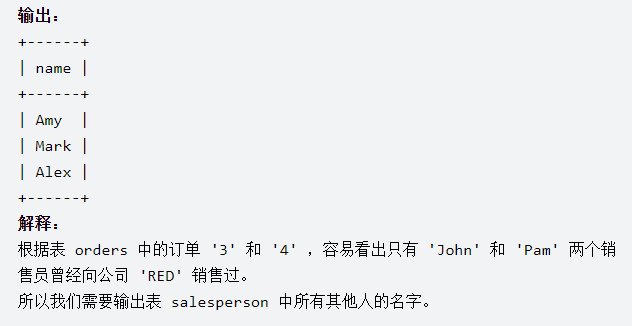 输出：
+------+
| name |
+------+
| Amy  |
| Mark |
| Alex |
+------+
解释：
根据表 orders 中的订单 '3' 和 '4' ，容易看出只有 'John' 和 'Pam' 两个销
售员曾经向公司 'RED' 销售过。
所以我们需要输出表 salesperson 中所有其他人的名字。